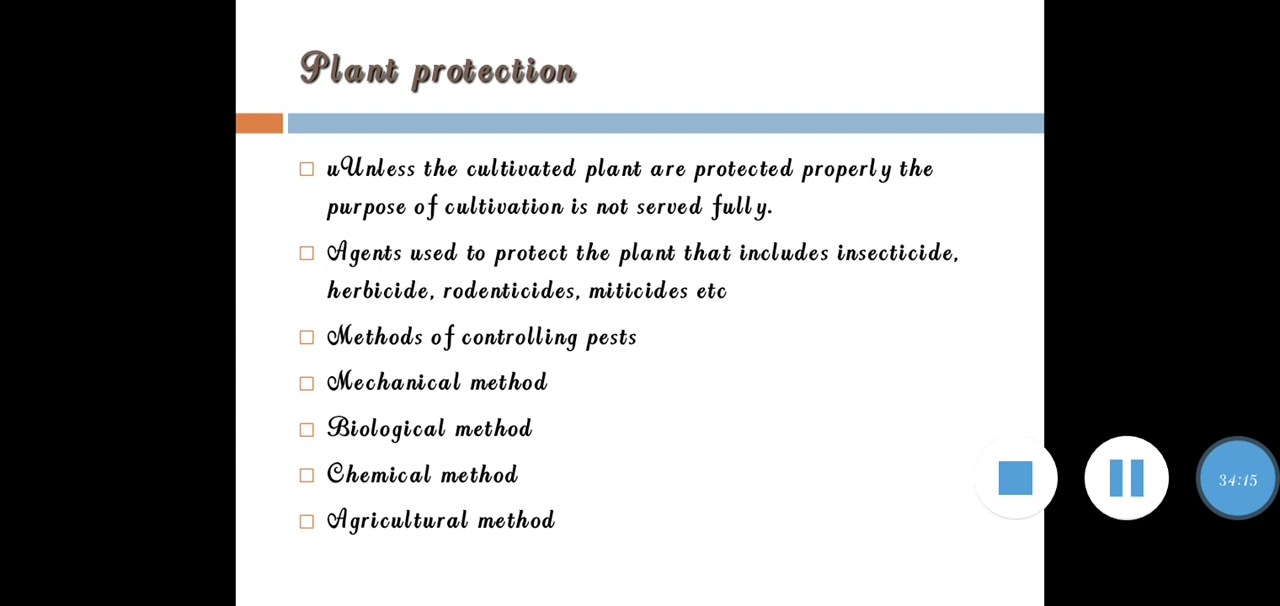 Plant protection
uUnless the cultivated plant are protected properly the
purpose of cultivation is not served fully.
Agents used to protect the plant that includes insecticide,
herbicide, rodenticides, miticides etc
Methods of controlling pests
Mechanical method
Biological method
Chemical method
Agricultural method
34:15